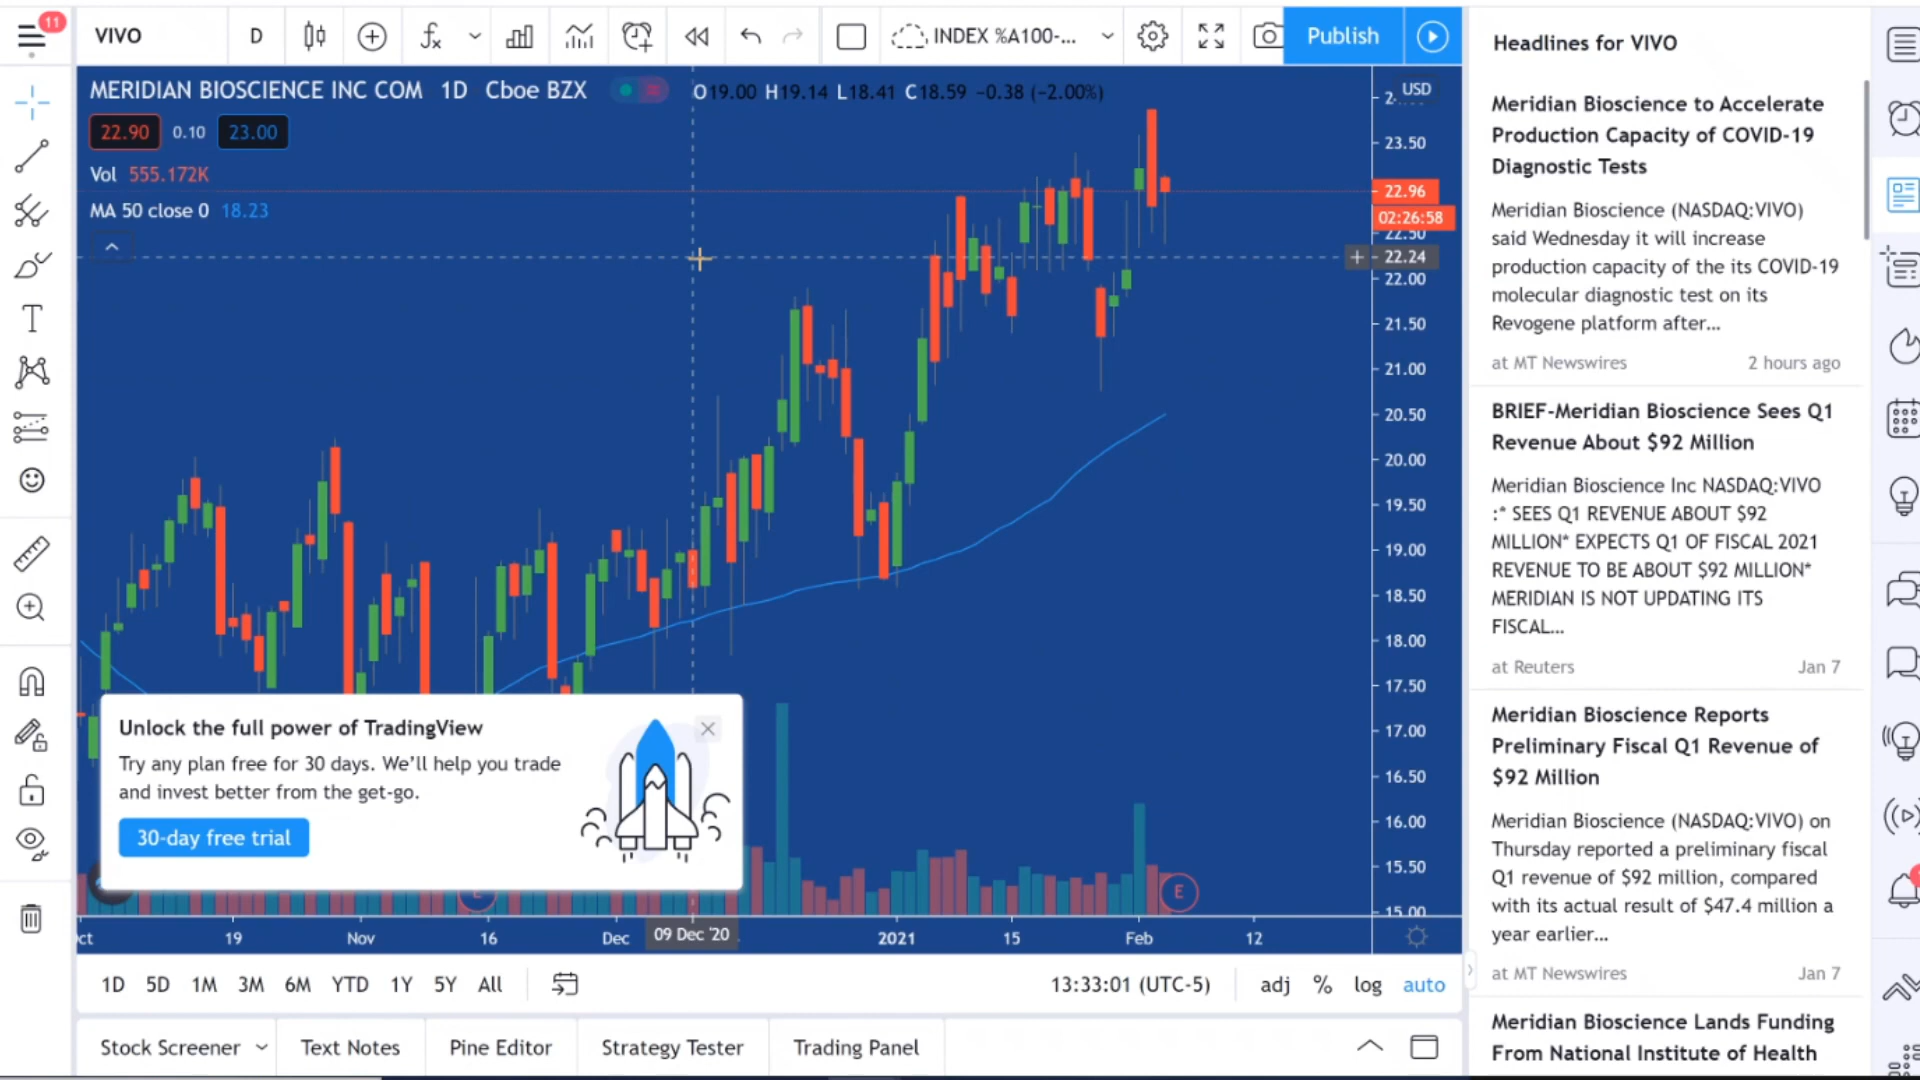 11
VIVO
D
fx
INDEX %A100-...
Publish
MERIDIAN BIOSCIENCE INC COM 1D Cboe BZX
O19.00 H19.14 L18.41 C18.59 −0.38 (−2.00%)
22.90 0.10 23.00
Vol 555.172K
MA 50 close 0 18.23
USD
23.50
22.96
02:26:58
22.50
22.24
22.00
21.50
21.00
20.50
20.00
19.50
19.00
18.50
18.00
17.50
17.00
16.50
16.00
15.50
15.00
Unlock the full power of TradingView
Try any plan free for 30 days. We'll help you trade
and invest better from the get-go.
30-day free trial
E
E
ct 19 Nov 16 Dec 09 Dec '20 2021 15 Feb 12
1D 5D 1M 3M 6M YTD 1Y 5Y All
13:33:01 (UTC-5) adj % log auto
Stock Screener Text Notes Pine Editor Strategy Tester Trading Panel
Headlines for VIVO
Meridian Bioscience to Accelerate
Production Capacity of COVID-19
Diagnostic Tests
Meridian Bioscience (NASDAQ:VIVO)
said Wednesday it will increase
production capacity of the its COVID-19
molecular diagnostic test on its
Revogene platform after...
at MT Newswires 2 hours ago
BRIEF-Meridian Bioscience Sees Q1
Revenue About $92 Million
Meridian Bioscience Inc NASDAQ:VIVO
:* SEES Q1 REVENUE ABOUT $92
MILLION* EXPECTS Q1 OF FISCAL 2021
REVENUE TO BE ABOUT $92 MILLION*
MERIDIAN IS NOT UPDATING ITS
FISCAL...
at Reuters Jan 7
Meridian Bioscience Reports
Preliminary Fiscal Q1 Revenue of
$92 Million
Meridian Bioscience (NASDAQ:VIVO) on
Thursday reported a preliminary fiscal
Q1 revenue of $92 million, compared
with its actual result of $47.4 million a
year earlier...
at MT Newswires Jan 7
Meridian Bioscience Lands Funding
From National Institute of Health